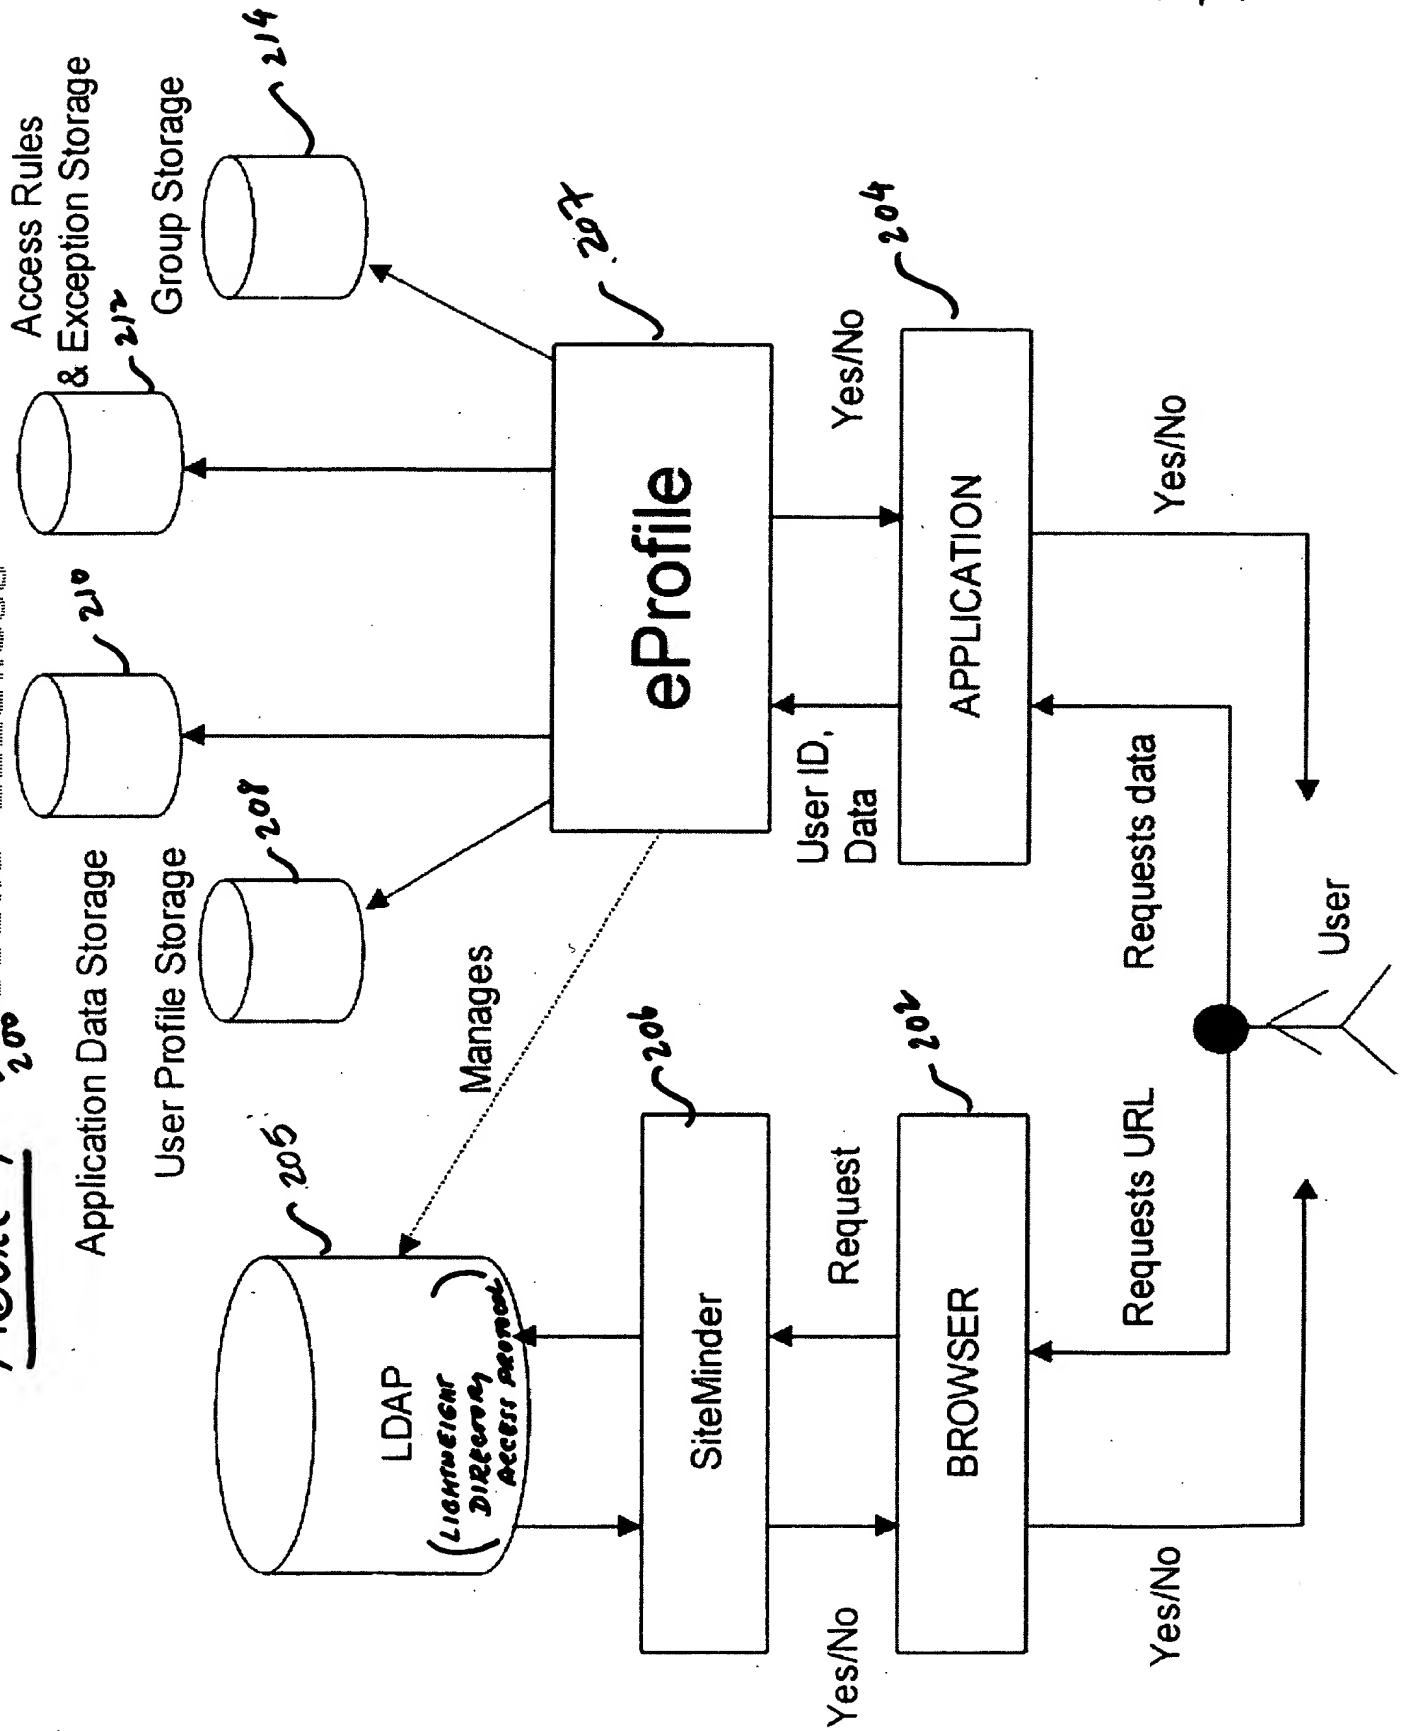 200
Application Data Storage
User Profile Storage
Access Rules
& Exception Storage
Group Storage
205
208
210
212
214
LDAP
(LIGHTWEIGHT
DIRECTORY
ACCESS PROTOCOL)
Manages
eProfile
207
SiteMinder
206
User ID,
Data
Yes/No
Yes/No
Request
BROWSER
202
APPLICATION
204
Yes/No
Requests URL
Requests data
Yes/No
User